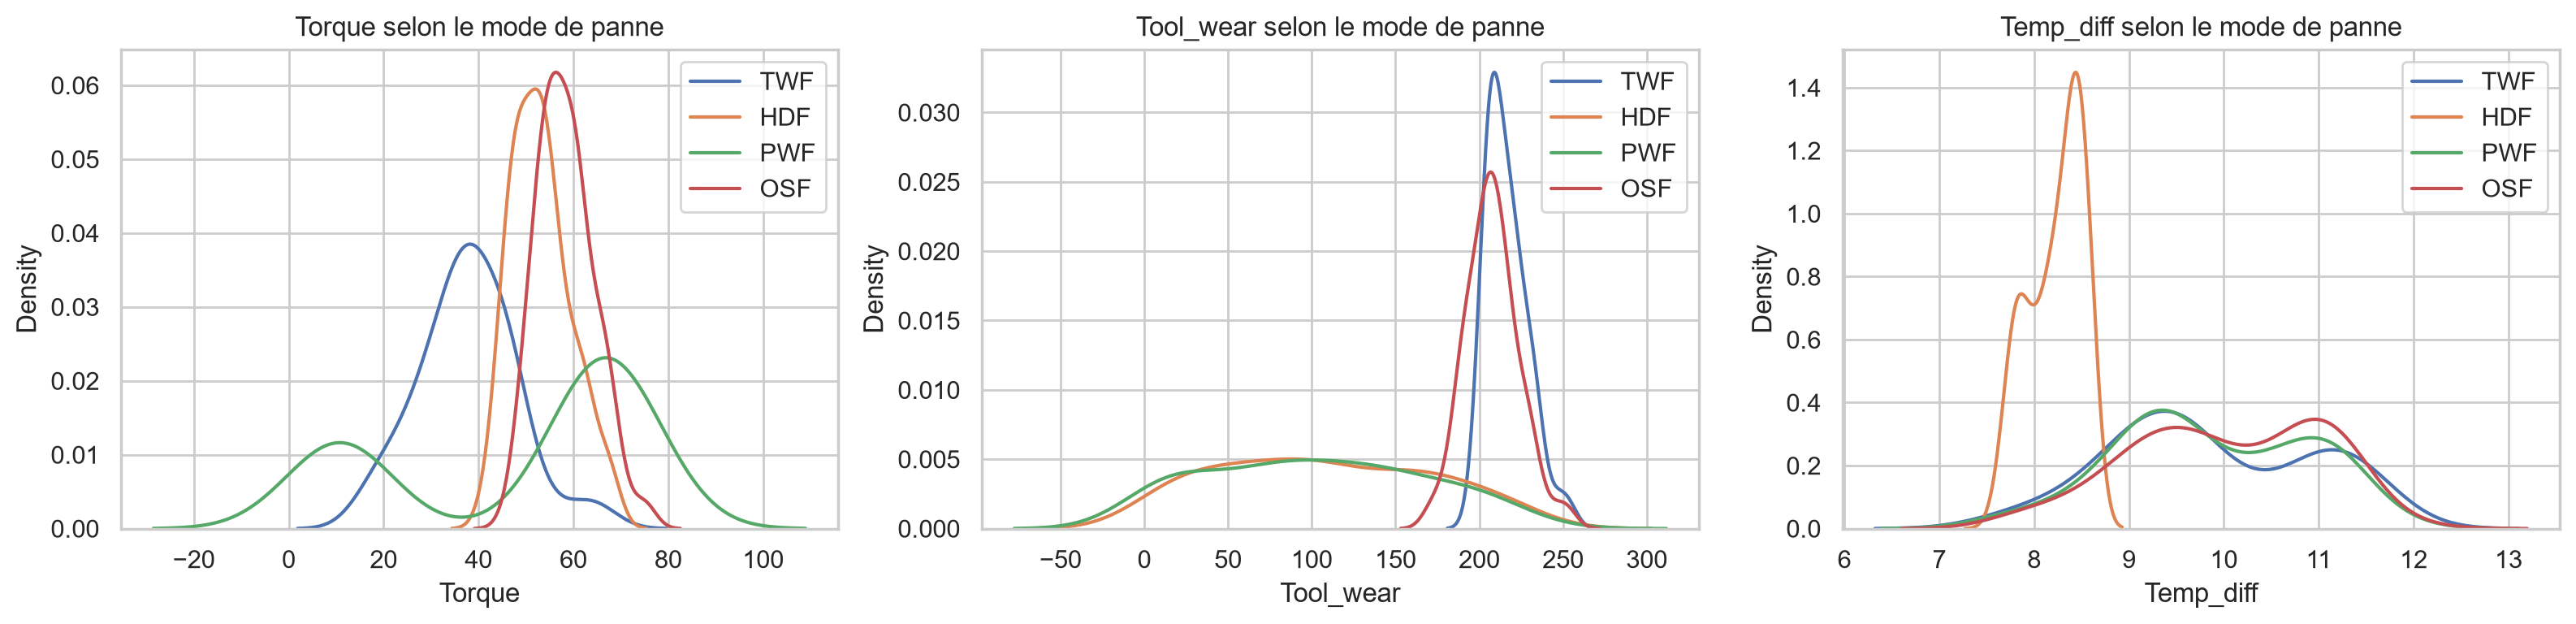 Torque selon le mode de panne
Density
0.06
0.05
0.04
0.03
0.02
0.01
0.00
−20
0
20
40
60
80
100
Torque
TWF
HDF
PWF
OSF
Tool_wear selon le mode de panne
Density
0.030
0.025
0.020
0.015
0.010
0.005
0.000
−50
0
50
100
150
200
250
300
Tool_wear
TWF
HDF
PWF
OSF
Temp_diff selon le mode de panne
Density
1.4
1.2
1.0
0.8
0.6
0.4
0.2
0.0
6
7
8
9
10
11
12
13
Temp_diff
TWF
HDF
PWF
OSF